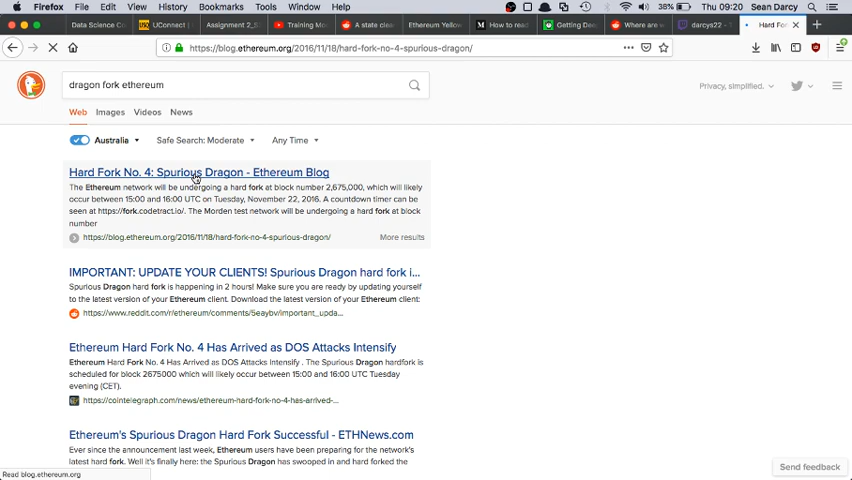 Firefox File Edit View History Bookmarks Tools Window Help 38% Thu 09:20 Sean Darcy
Data Science Co UConnect | Assignment_2_S Training Mor A state clea Ethereum Yellow How to read Getting Dea Where are w darcys22 - T Hard For
https://blog.ethereum.org/2016/11/18/hard-fork-no-4-spurious-dragon/
dragon fork ethereum
Privacy, simplified.
Web Images Videos News
Australia Safe Search: Moderate Any Time
Hard Fork No. 4: Spurious Dragon - Ethereum Blog
The Ethereum network will be undergoing a hard fork at block number 2,675,000, which will likely
occur between 15:00 and 16:00 UTC on Tuesday, November 22, 2016. A countdown timer can be
seen at https://fork.codetract.io/. The Morden test network will be undergoing a hard fork at block
number
https://blog.ethereum.org/2016/11/18/hard-fork-no-4-spurious-dragon/ More results
IMPORTANT: UPDATE YOUR CLIENTS! Spurious Dragon hard fork i...
Spurious Dragon hard fork is happening in 2 hours! Make sure you are ready by updating yourself
to the latest version of your Ethereum client. Download the latest version of your Ethereum client:
https://www.reddit.com/r/ethereum/comments/5eaybv/important_upda...
Ethereum Hard Fork No. 4 Has Arrived as DOS Attacks Intensify
Ethereum Hard Fork No. 4 Has Arrived as DOS Attacks Intensify . The Spurious Dragon hardfork is
scheduled for block 2675000 which will likely occur between 15:00 and 16:00 UTC Tuesday
evening (CET).
https://cointelegraph.com/news/ethereum-hard-fork-no-4-has-arrived-...
Ethereum's Spurious Dragon Hard Fork Successful - ETHNews.com
Ever since the announcement last week, Ethereum users have been preparing for the network's
latest hard fork. Well it's finally here: the Spurious Dragon has swooped in and hard forked the
Read blog.ethereum.org
Send feedback